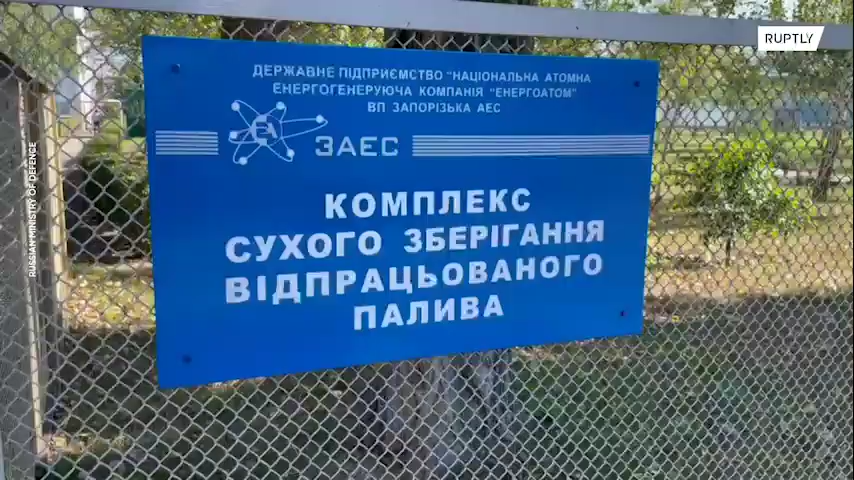 RUPTLY
ДЕРЖАВНЕ ПІДПРИЄМСТВО "НАЦІОНАЛЬНА АТОМНА
ЕНЕРГОГЕНЕРУЮЧА КОМПАНІЯ "ЕНЕРГОАТОМ"
ВП ЗАПОРІЗЬКА АЕС
ЗАЕС
КОМПЛЕКС
СУХОГО ЗБЕРІГАННЯ
ВІДПРАЦЬОВАНОГО
ПАЛИВА
RUSSIAN MINISTRY OF DEFENCE